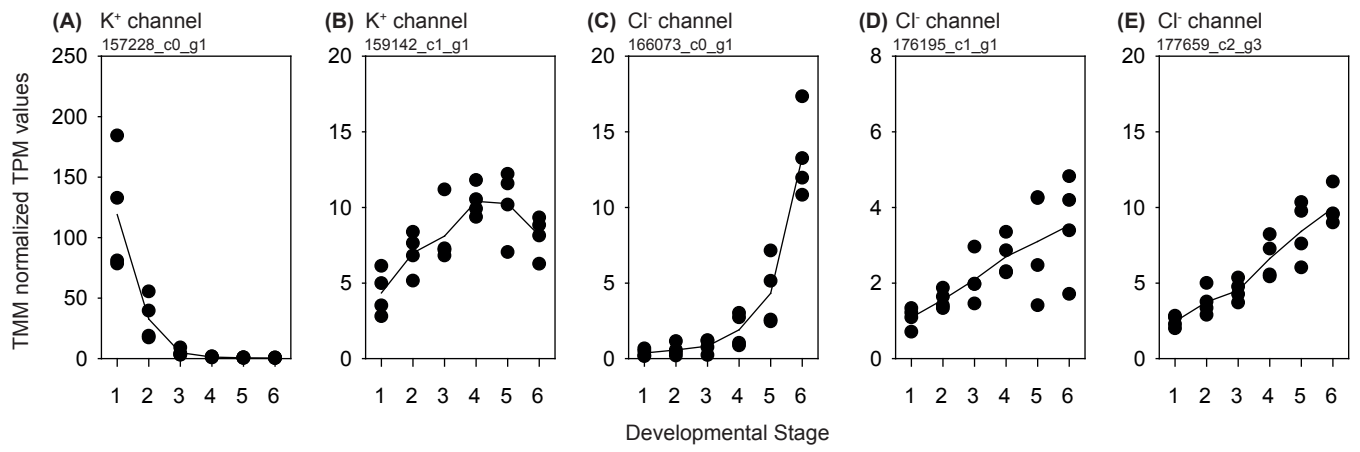 (A) K⁺ channel
157228_c0_g1
(B) K⁺ channel
159142_c1_g1
(C) Cl⁻ channel
166073_c0_g1
(D) Cl⁻ channel
176195_c1_g1
(E) Cl⁻ channel
177659_c2_g3
TMM normalized TPM values
250
200
150
100
50
0
1 2 3 4 5 6
20
15
10
5
0
1 2 3 4 5 6
20
15
10
5
0
1 2 3 4 5 6
8
6
4
2
0
1 2 3 4 5 6
20
15
10
5
0
1 2 3 4 5 6
Developmental Stage